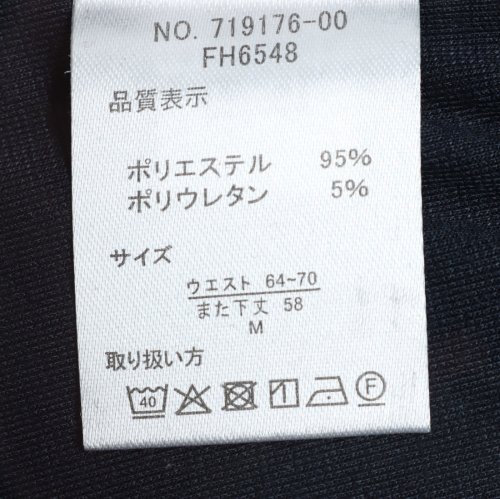 NO. 719176-00
FH6548
品質表示
ポリエステル 95%
ポリウレタン 5%
サイズ
ウエスト 64~70
また下丈 58
M
取り扱い方
40
F